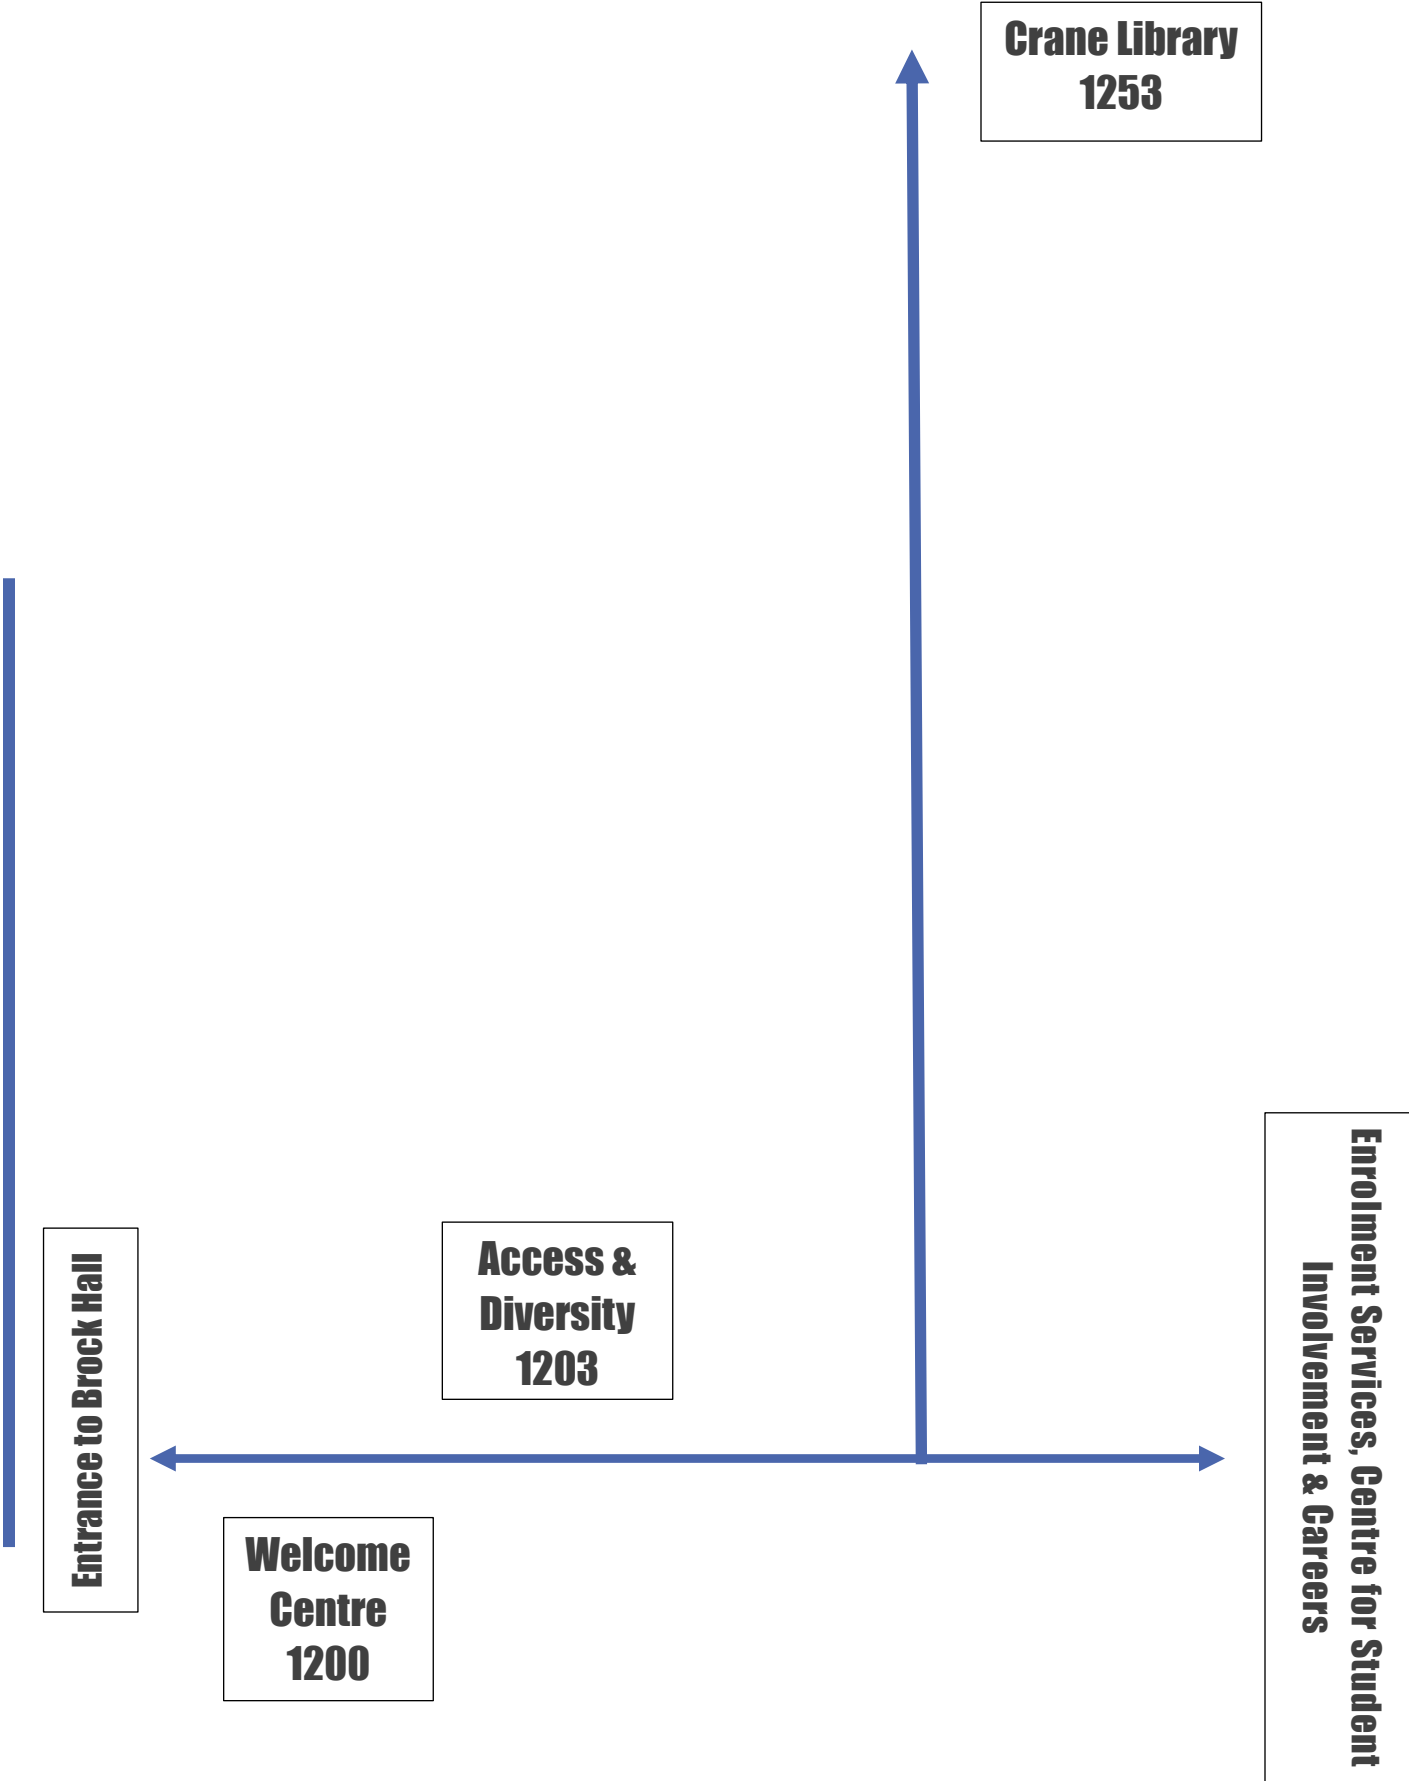 Crane Library
1253
Access &
Diversity
1203
Entrance to Brock Hall
Welcome
Centre
1200
Enrolment Services, Centre for Student
Involvement & Careers